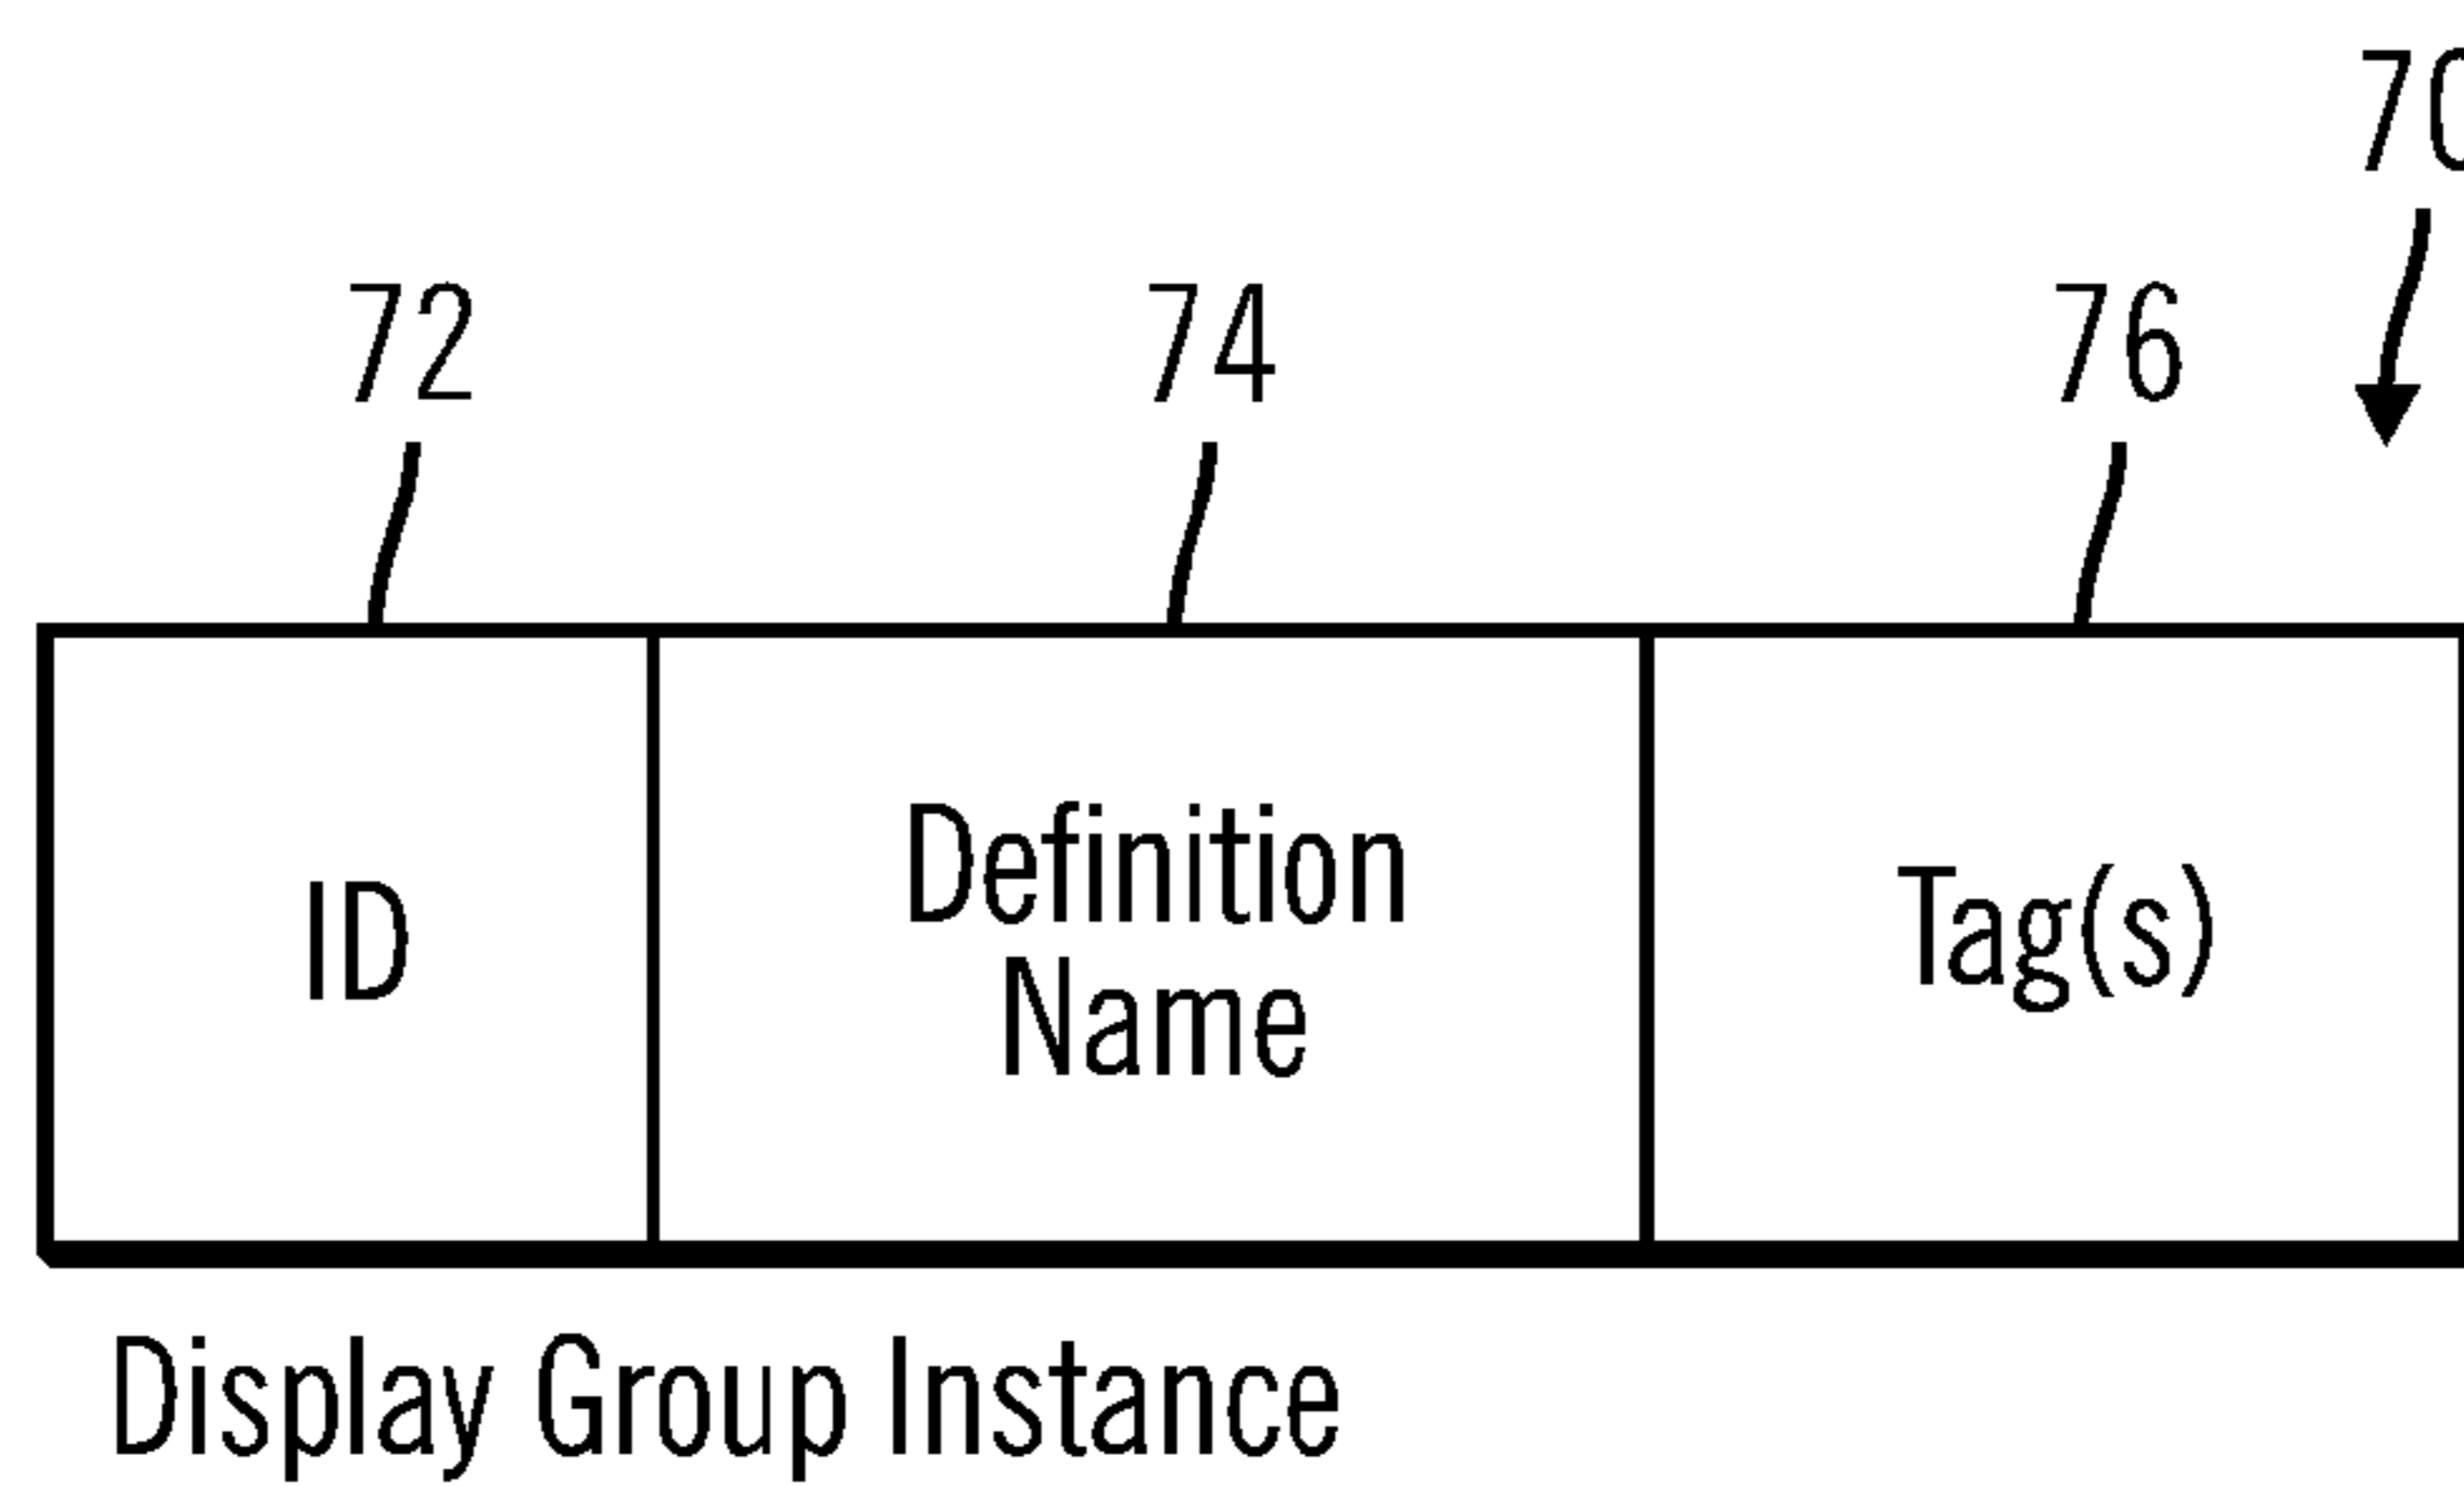 70
72 74 76
ID
Definition
Name
Tag(s)
Display Group Instance